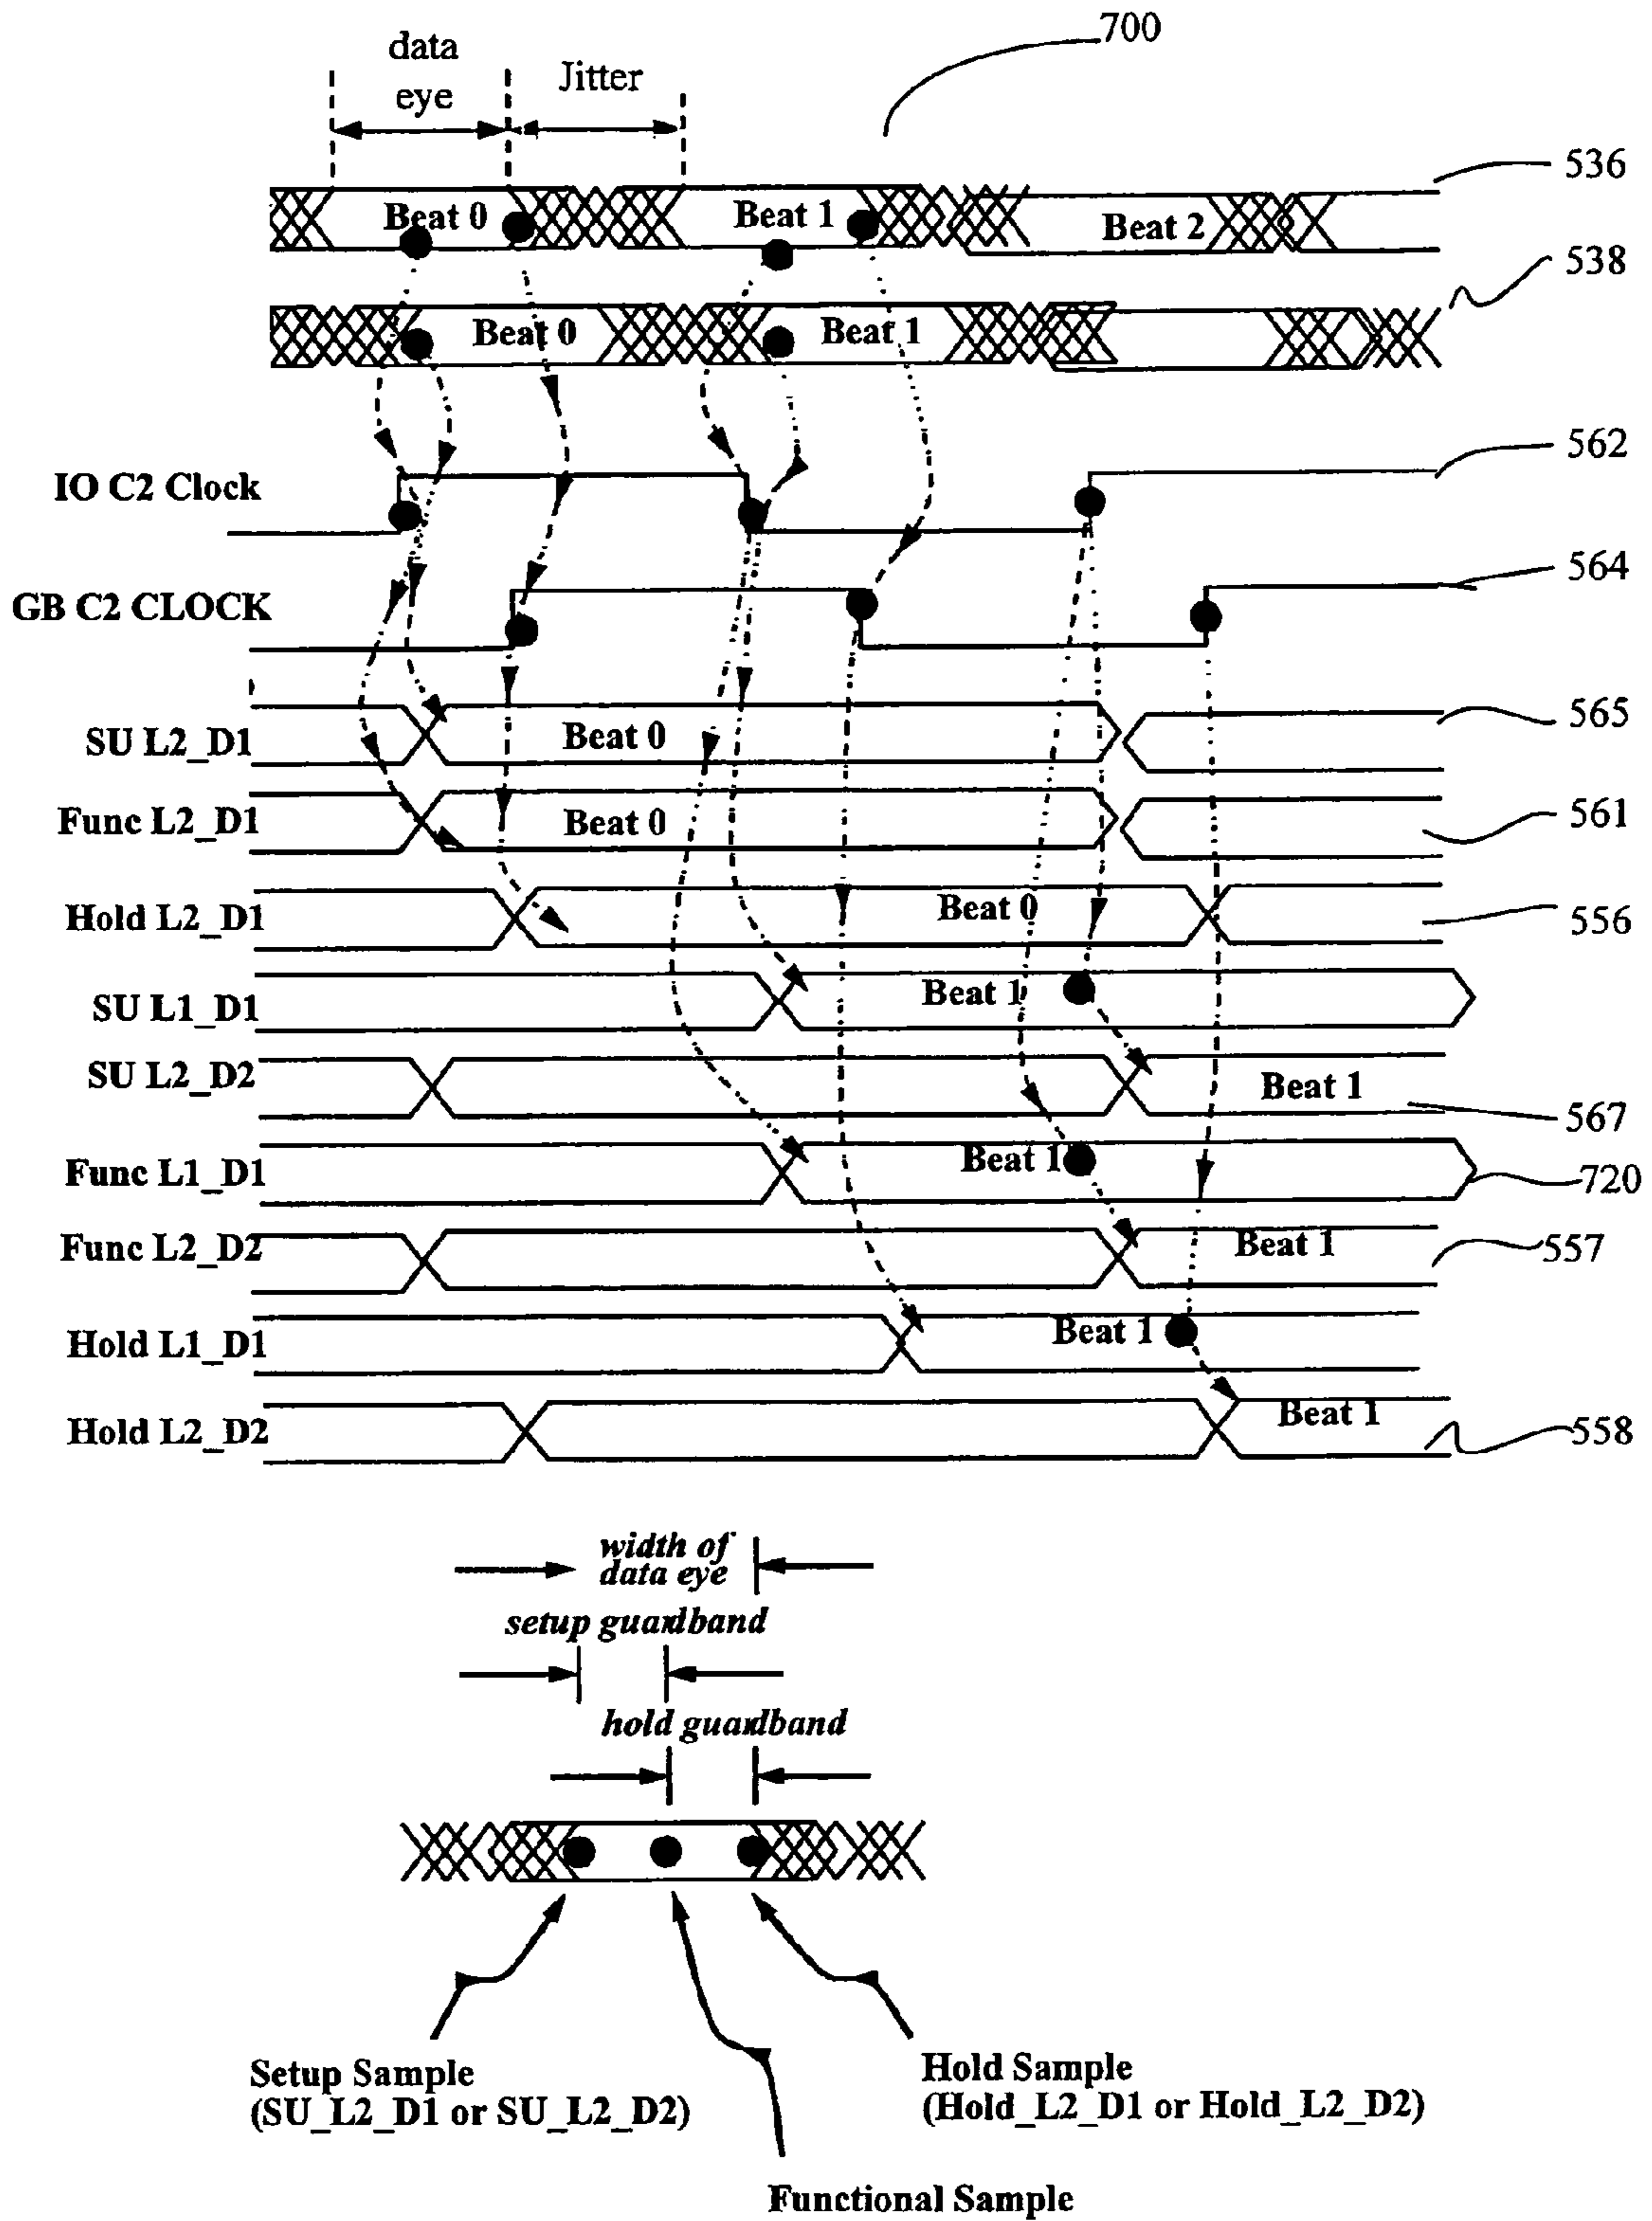 700
data
eye
Jitter
536
Beat 0
Beat 1
Beat 2
538
Beat 0
Beat 1
562
IO C2 Clock
564
GB C2 CLOCK
565
SU L2_D1
Beat 0
561
Func L2_D1
Beat 0
Hold L2_D1
Beat 0
556
SU L1_D1
Beat 1
SU L2_D2
Beat 1
567
Func L1_D1
Beat 1
720
Func L2_D2
Beat 1
557
Hold L1_D1
Beat 1
Hold L2_D2
Beat 1
558
width of
data eye
setup guardband
hold guardband
Setup Sample
(SU_L2_D1 or SU_L2_D2)
Hold Sample
(Hold_L2_D1 or Hold_L2_D2)
Functional Sample